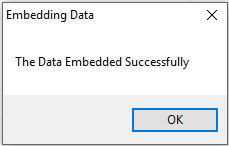 Embedding Data
The Data Embedded Successfully
OK